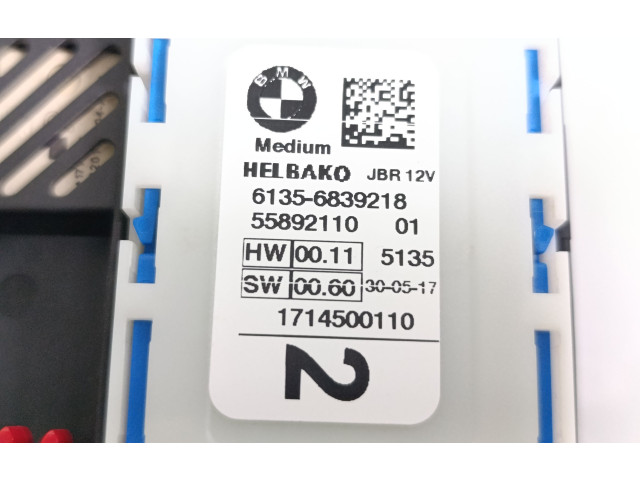 BMW
Medium
HELBAKO JBR 12V
6135-6839218
55892110 01
HW 00.11 5135
SW 00.60 30-05-17
1714500110
2